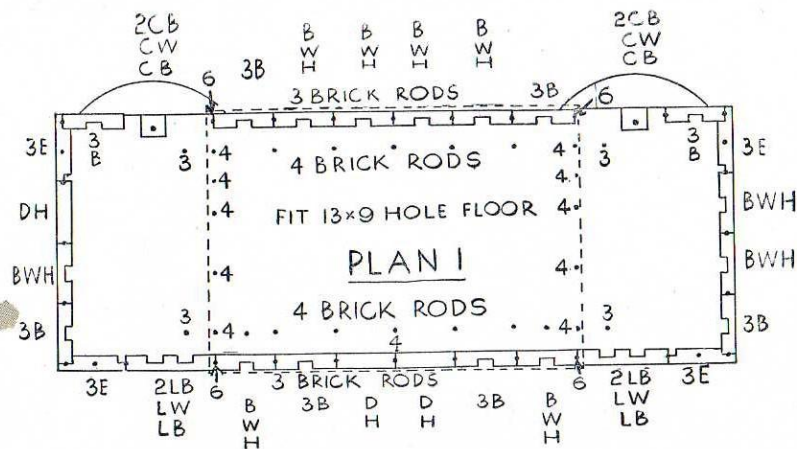 2CB
CW
CB
6
3B
B
W
H
B
W
H
B
W
H
B
W
H
3B
2CB
CW
CB
6
3 BRICK RODS
3E
3
B
3
4
4 BRICK RODS
4
3
3
B
3E
4
4
DH
4
FIT 13×9 HOLE FLOOR
4
BWH
PLAN 1
BWH
4
4
BWH
3B
3
4
4 BRICK RODS
4
4
3
3B
3 BRICK RODS
3E
2LB
LW
LB
6
B
W
H
3B
D
H
D
H
3B
B
W
H
6
2LB
LW
LB
3E